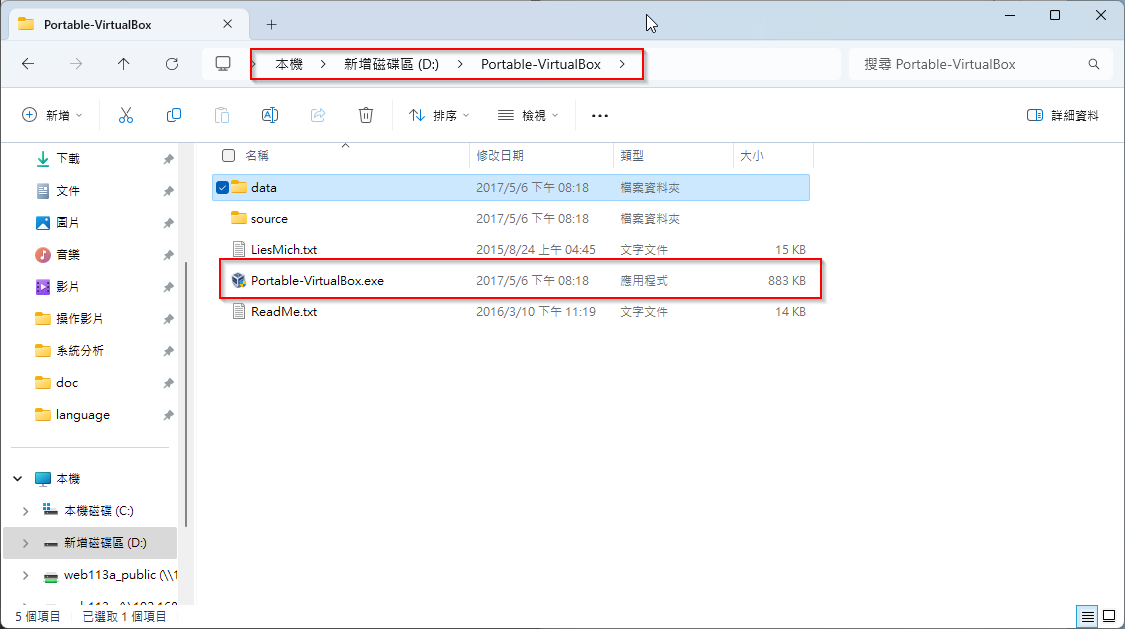 Portable-VirtualBox
本機 > 新增磁碟區 (D:) > Portable-VirtualBox >
搜尋 Portable-VirtualBox
新增 排序 檢視 ... 詳細資料
名稱 修改日期 類型 大小
data 2017/5/6 下午 08:18 檔案資料夾
source 2017/5/6 下午 08:18 檔案資料夾
LiesMich.txt 2015/8/24 上午 04:45 文字文件 15 KB
Portable-VirtualBox.exe 2017/5/6 下午 08:18 應用程式 883 KB
ReadMe.txt 2016/3/10 下午 11:19 文字文件 14 KB
下載
文件
圖片
音樂
影片
操作影片
系統分析
doc
language
本機
本機磁碟 (C:)
新增磁碟區 (D:)
web113a_public (\\1
5 個項目 已選取 1 個項目